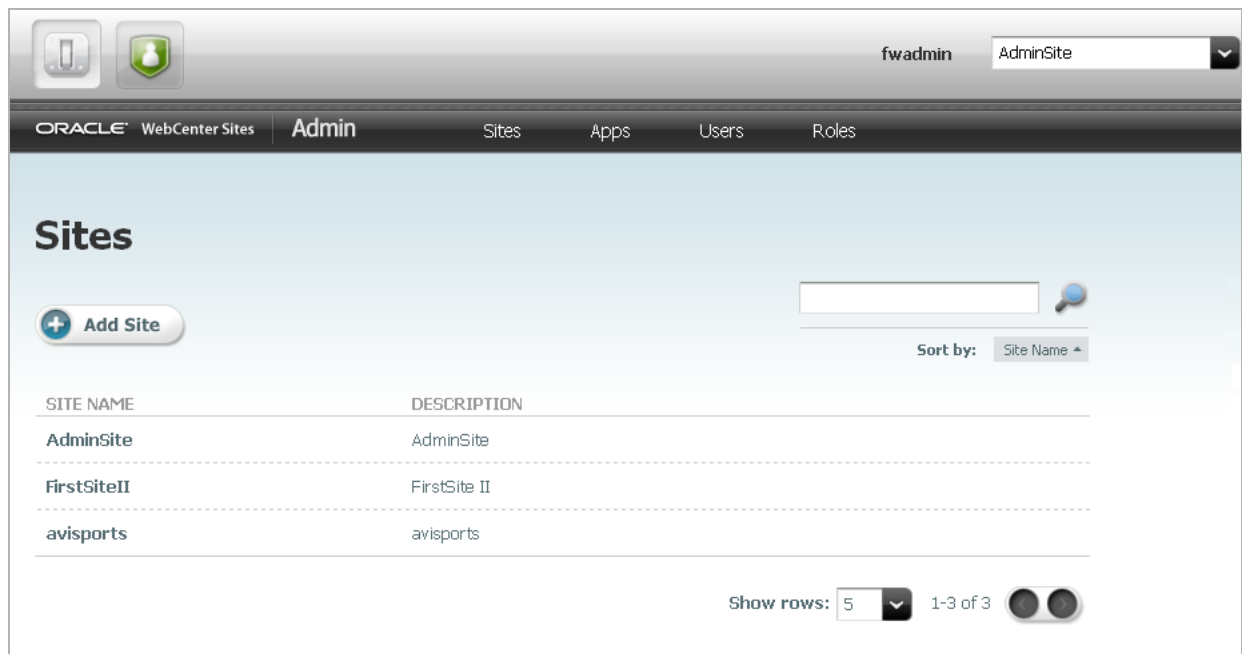 fwadmin AdminSite
ORACLE WebCenter Sites Admin Sites Apps Users Roles
Sites
Add Site
Sort by: Site Name
SITE NAME DESCRIPTION
AdminSite AdminSite
FirstSiteII FirstSite II
avisports avisports
Show rows: 5 1-3 of 3